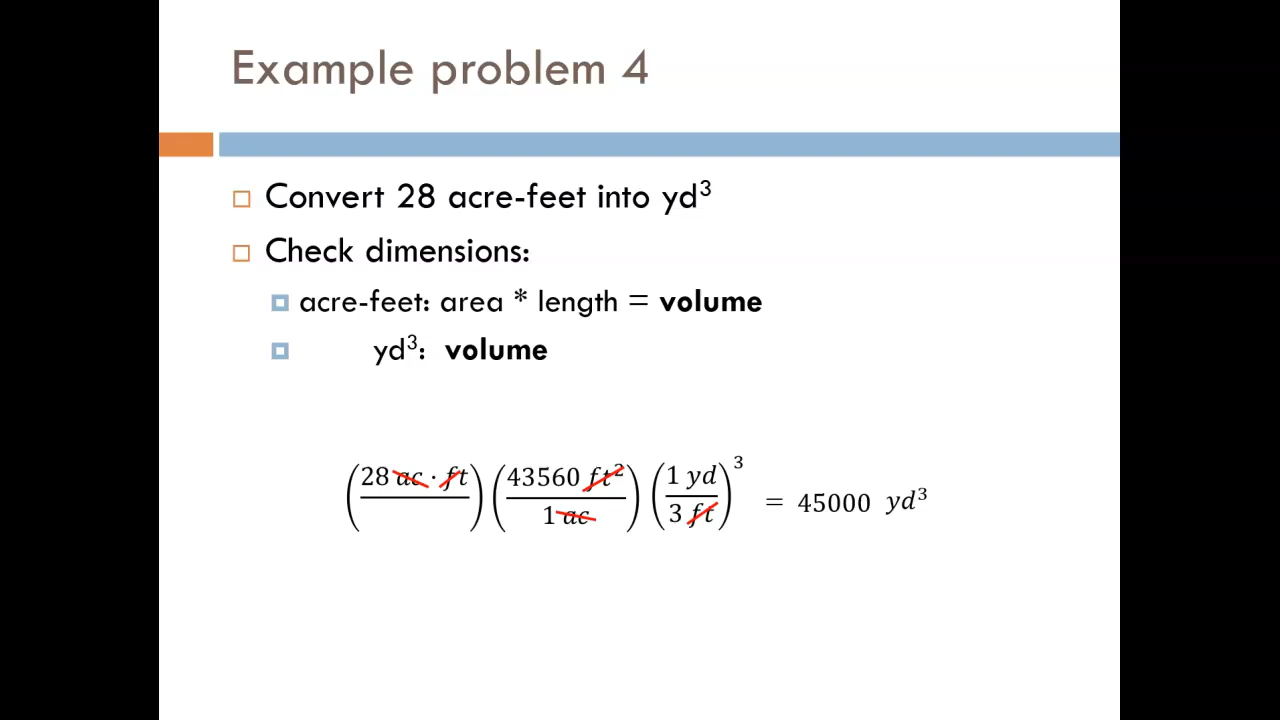 Example problem 4
Convert 28 acre-feet into yd³
Check dimensions:
acre-feet: area * length = volume
yd³: volume
(28 ac · ft / ) (43560 ft² / 1 ac) (1 yd / 3 ft)³ = 45000 yd³